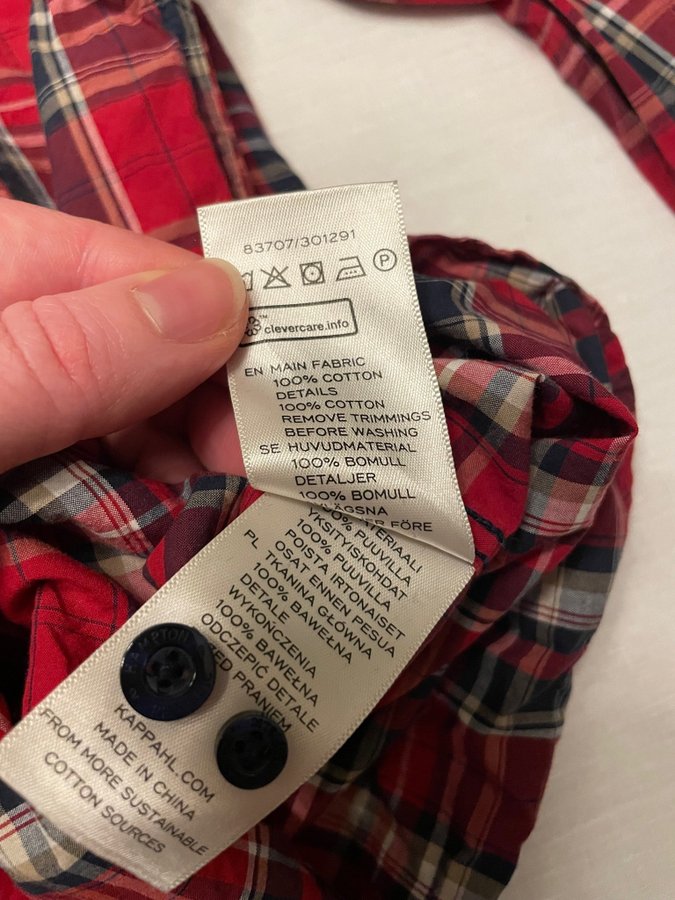 83707/301291
P
clevercare.info
EN MAIN FABRIC
100% COTTON
DETAILS
100% COTTON
REMOVE TRIMMINGS
BEFORE WASHING
SE HUVUDMATERIAL
100% BOMULL
DETALJER
100% BOMULL
FÖRE
100% PUUVILLA
YKSITYISKOHDAT
100% PUUVILLA
POISTA IRTONAISET
OSAT ENNEN PESUA
PL TKANINA GŁÓWNA
100% BAWEŁNA
DETALE
WYKOŃCZENIA
100% BAWEŁNA
ODCZEPIĆ DETALE
PRANIEM
KAPPAHL.COM
MADE IN CHINA
FROM MORE SUSTAINABLE
COTTON SOURCES